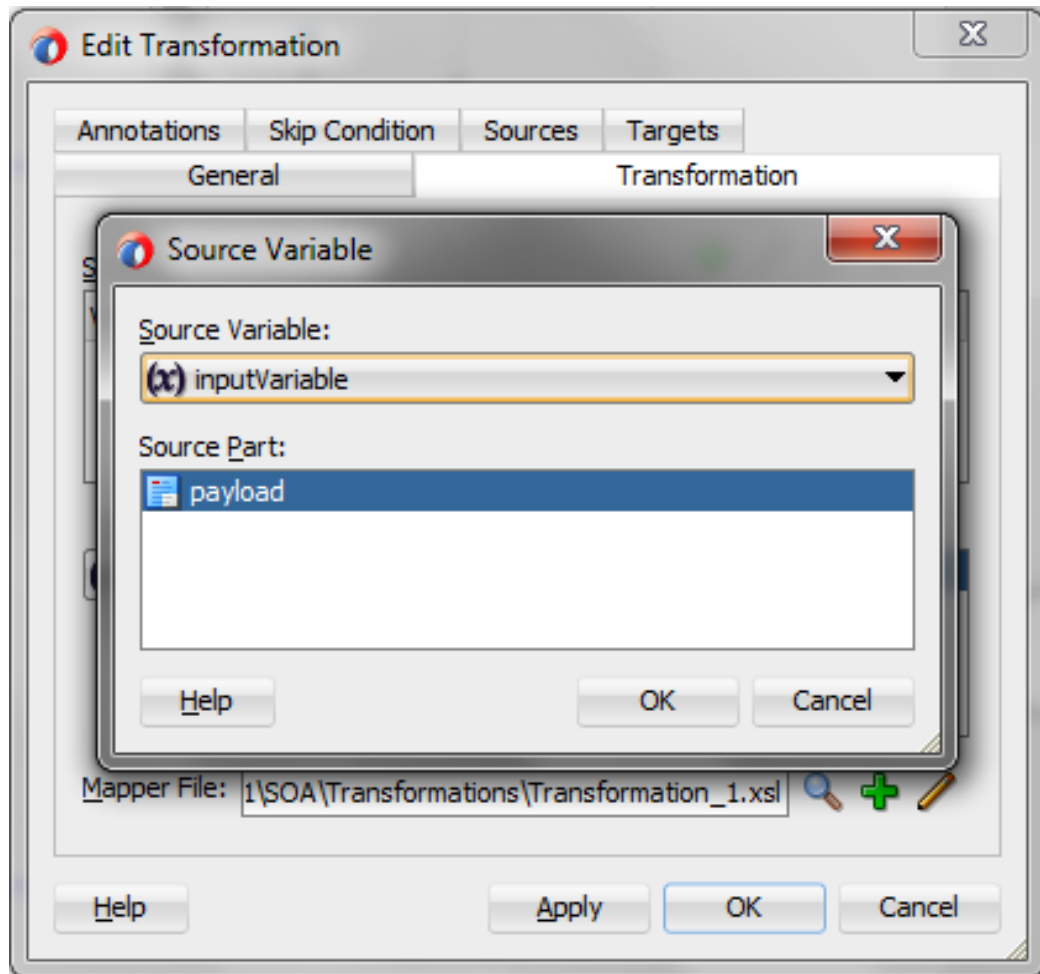 Edit Transformation
Annotations Skip Condition Sources Targets
General Transformation
Source Variable
Source Variable:
(x) inputVariable
Source Part:
payload
Help OK Cancel
Mapper File: 1\SOA\Transformations\Transformation_1.xsl
Help Apply OK Cancel